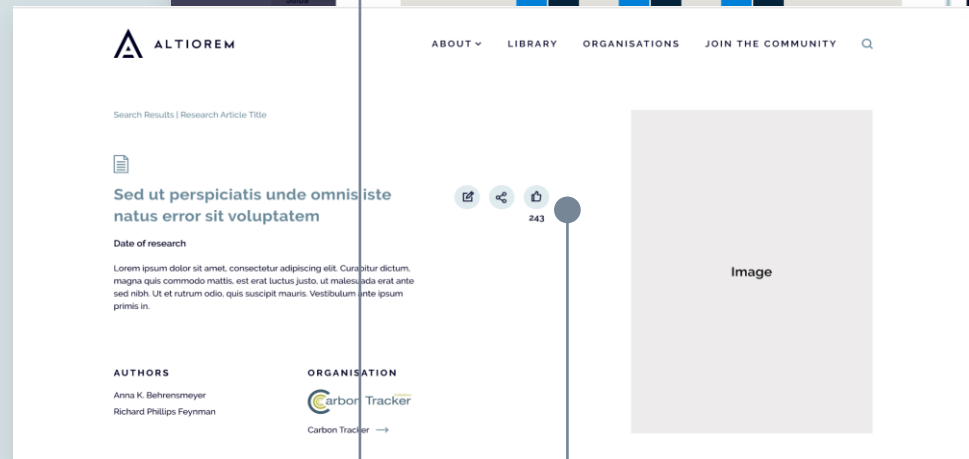 ALTIOREM
ABOUT LIBRARY ORGANISATIONS JOIN THE COMMUNITY
Search Results | Research Article Title
Sed ut perspiciatis unde omnis iste
natus error sit voluptatem
243
Date of research
Lorem ipsum dolor sit amet, consectetur adipiscing elit. Curabitur dictum,
magna quis commodo mattis, est erat luctus justo, ut malesuada erat ante
sed nibh. Ut et rutrum odio, quis suscipit mauris. Vestibulum ante ipsum
primis in.
Image
AUTHORS
Anna K. Behrensmeyer
Richard Phillips Feynman
ORGANISATION
Carbon Tracker
Carbon Tracker